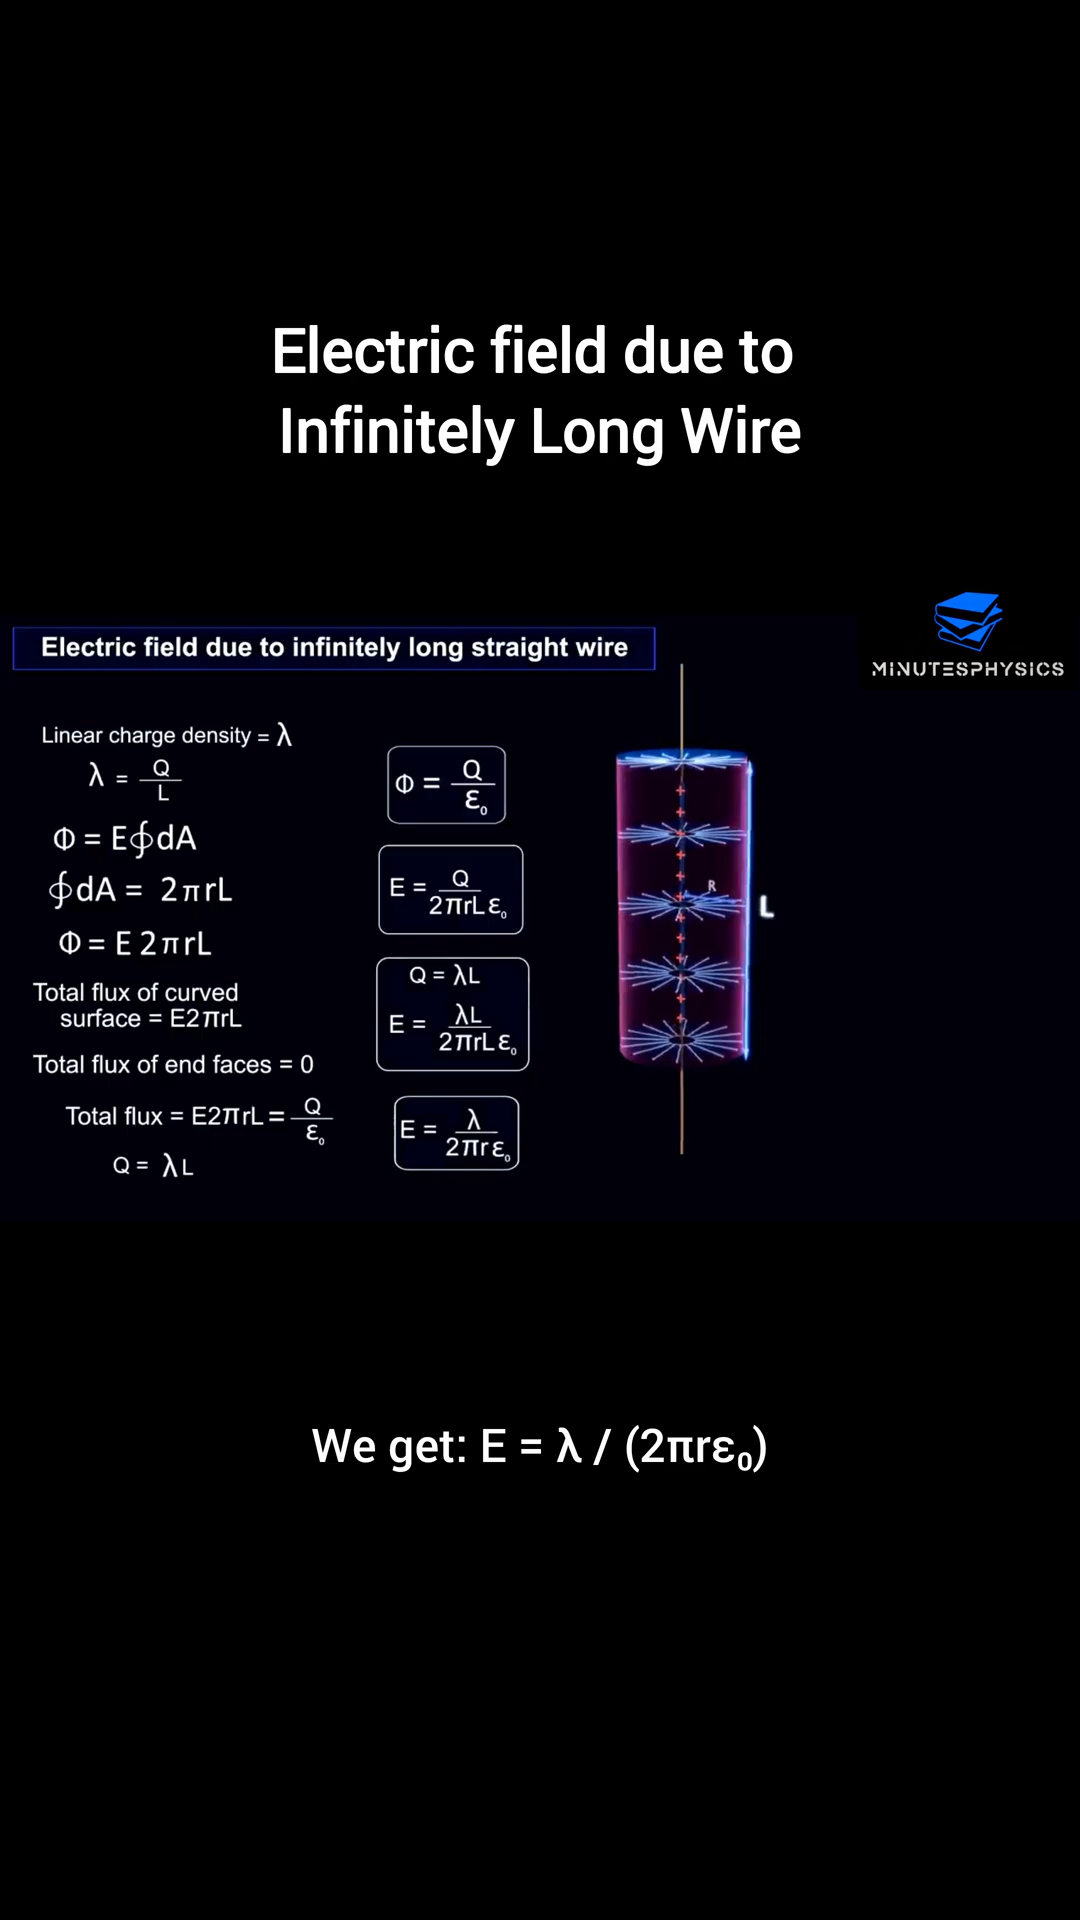 Electric field due to
Infinitely Long Wire
MINUTESPHYSICS
Electric field due to infinitely long straight wire
Linear charge density = λ
λ = Q/L
Φ = E∮dA
∮dA = 2πrL
Φ = E 2πrL
Total flux of curved
surface = E2πrL
Total flux of end faces = 0
Total flux = E2πrL = Q/ε₀
Q = λL
Φ = Q/ε₀
E = Q/2πrLε₀
Q = λL
E = λL/2πrLε₀
E = λ/2πrε₀
R
L
We get: E = λ / (2πrε₀)